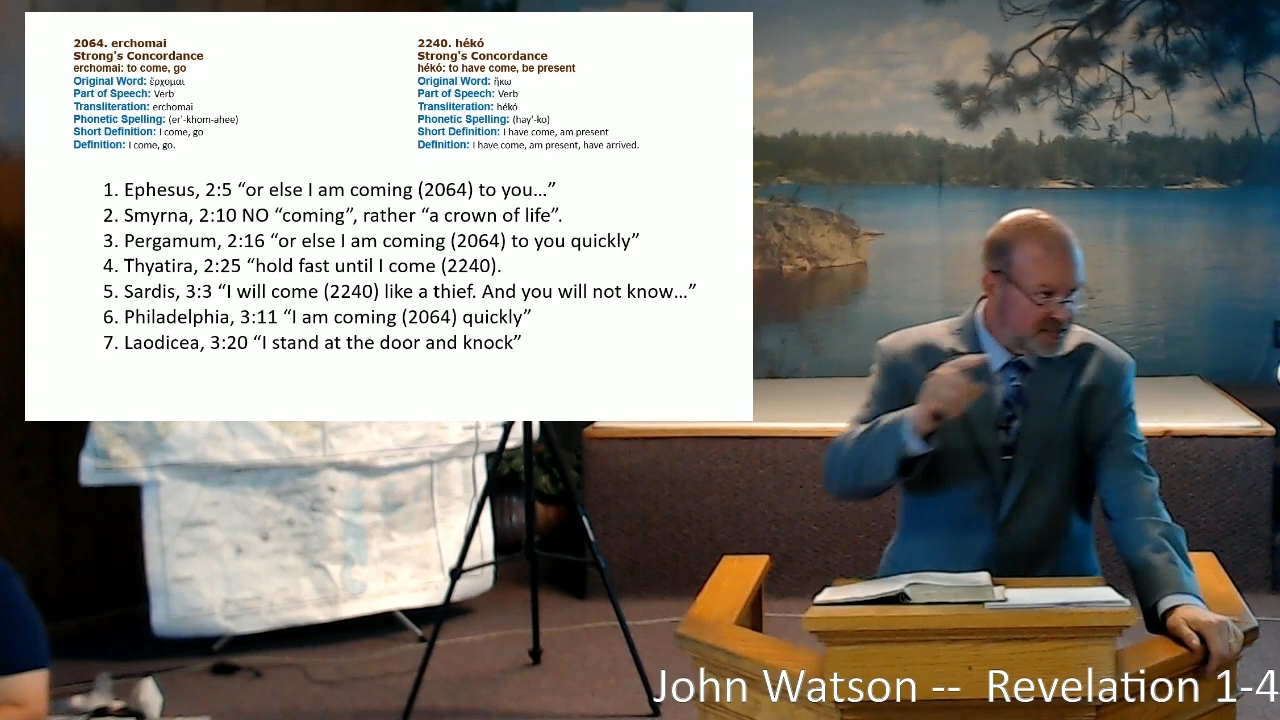 2064. erchomai
Strong's Concordance
erchomai: to come, go
Original Word: ἔρχομαι
Part of Speech: Verb
Transliteration: erchomai
Phonetic Spelling: (er'-khom-ahee)
Short Definition: I come, go
Definition: I come, go.
2240. hékó
Strong's Concordance
hékó: to have come, be present
Original Word: ἥκω
Part of Speech: Verb
Transliteration: hékó
Phonetic Spelling: (hay'-ko)
Short Definition: I have come, am present
Definition: I have come, am present, have arrived.
1. Ephesus, 2:5 “or else I am coming (2064) to you…”
2. Smyrna, 2:10 NO “coming”, rather “a crown of life”.
3. Pergamum, 2:16 “or else I am coming (2064) to you quickly”
4. Thyatira, 2:25 “hold fast until I come (2240).
5. Sardis, 3:3 “I will come (2240) like a thief. And you will not know…”
6. Philadelphia, 3:11 “I am coming (2064) quickly”
7. Laodicea, 3:20 “I stand at the door and knock”
John Watson -- Revelation 1-4